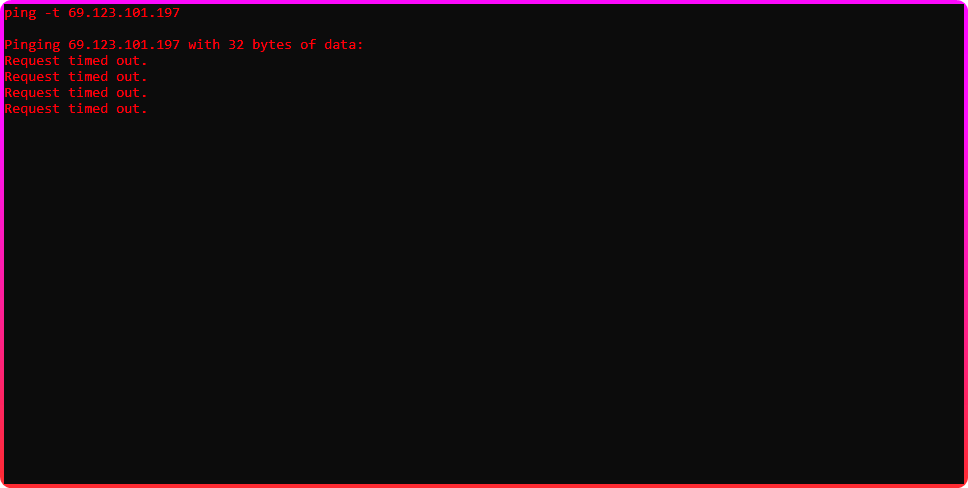 ping -t 69.123.101.197
Pinging 69.123.101.197 with 32 bytes of data:
Request timed out.
Request timed out.
Request timed out.
Request timed out.